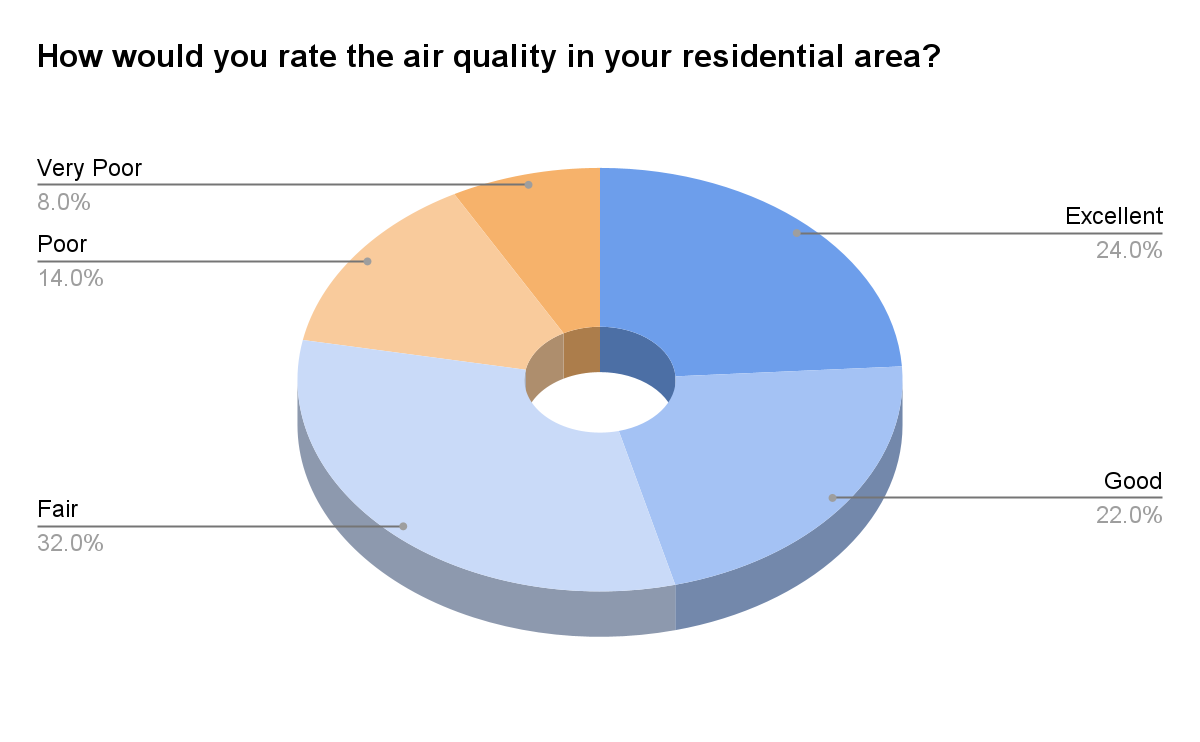 How would you rate the air quality in your residential area?
Very Poor
8.0%
Poor
14.0%
Fair
32.0%
Excellent
24.0%
Good
22.0%